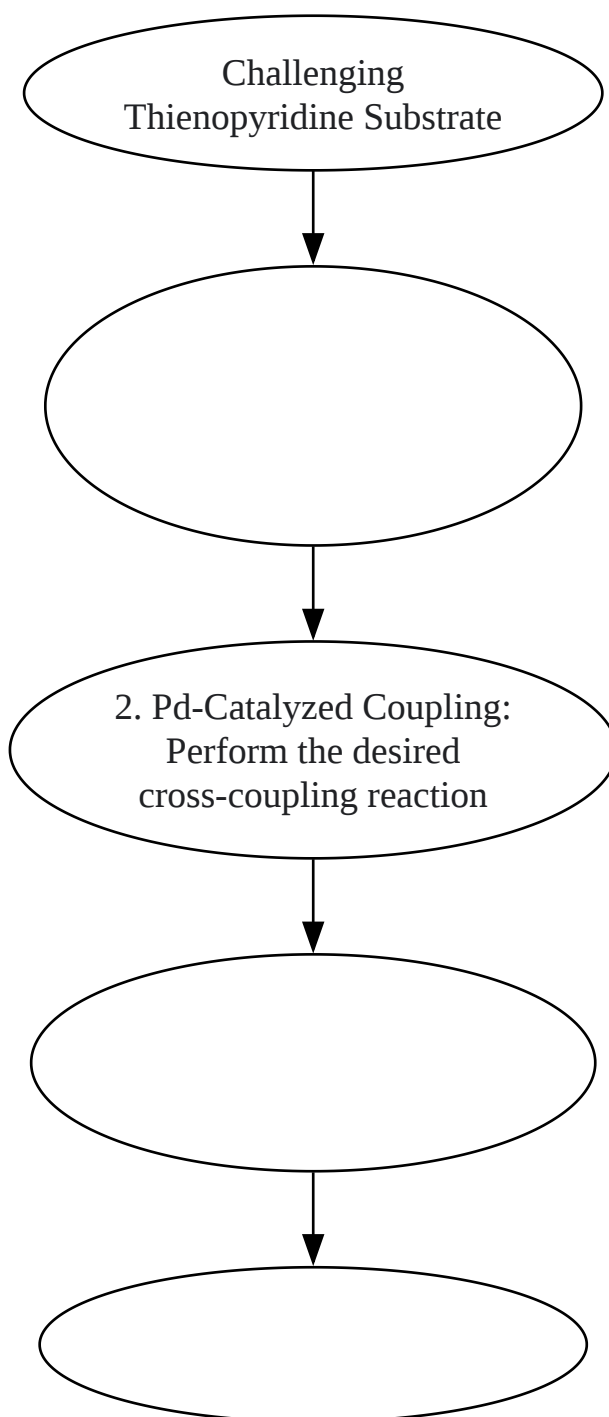 Challenging
Thienopyridine Substrate
2. Pd-Catalyzed Coupling:
Perform the desired
cross-coupling reaction